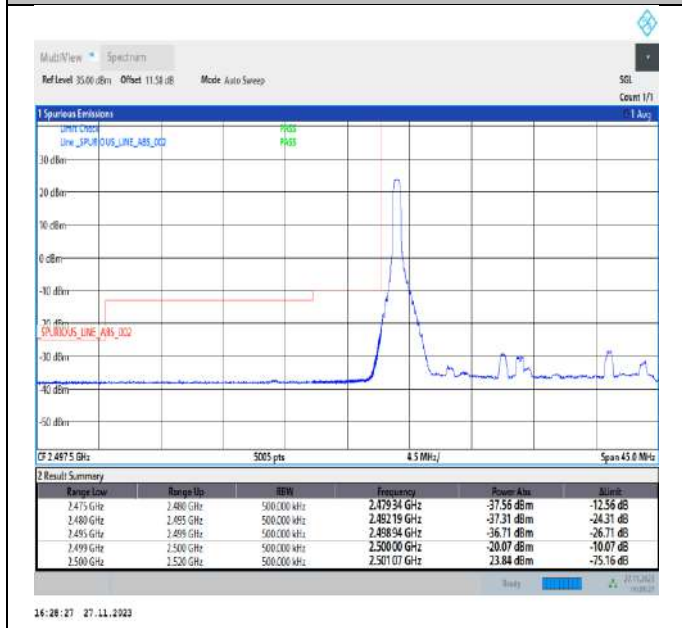 MultiView Spectrum
Ref Level 35.00 dBm Offset 11.58 dB Mode Auto Sweep SGL
Count 1/1
1 Spurious Emissions 1 Avg
Limit Check PASS
Line _SPURIOUS_LINE_ABS_002 PASS
30 dBm
20 dBm
10 dBm
0 dBm
-10 dBm
-20 dBm
_SPURIOUS_LINE_ABS_002
-30 dBm
-40 dBm
-50 dBm
CF 2.4975 GHz 5005 pts 4.5 MHz/ Span 45.0 MHz
2 Result Summary
Range Low Range Up RBW Frequency Power Abs ΔLimit
2.475 GHz 2.480 GHz 500.000 kHz 2.47934 GHz -37.56 dBm -12.56 dB
2.480 GHz 2.495 GHz 500.000 kHz 2.49219 GHz -37.31 dBm -24.31 dB
2.495 GHz 2.499 GHz 500.000 kHz 2.49894 GHz -36.71 dBm -26.71 dB
2.499 GHz 2.500 GHz 500.000 kHz 2.50000 GHz -20.07 dBm -10.07 dB
2.500 GHz 2.520 GHz 500.000 kHz 2.50107 GHz 23.84 dBm -75.16 dB
Ready 27.11.2023
16:28:27
16:28:27 27.11.2023